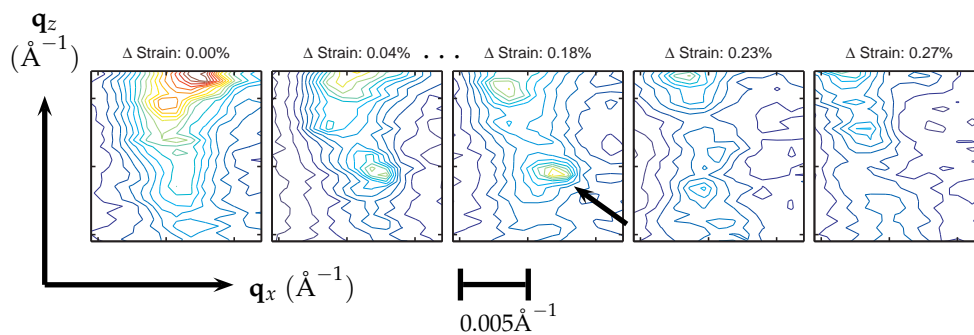 q_z
(Å⁻¹)
Δ Strain: 0.00% Δ Strain: 0.04% . . . Δ Strain: 0.18% Δ Strain: 0.23% Δ Strain: 0.27%
q_x (Å⁻¹)
0.005Å⁻¹